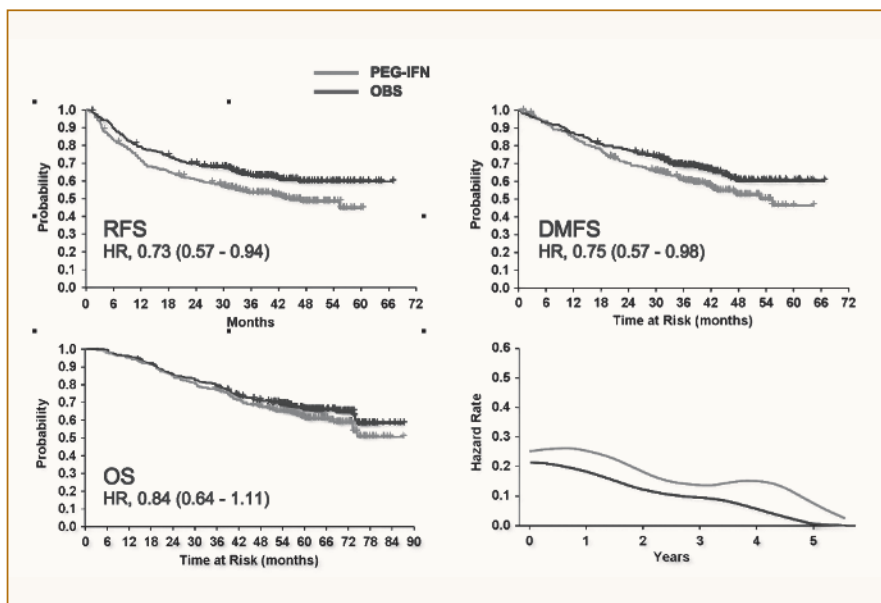 PEG-IFN
OBS
1.0
0.9
0.8
0.7
0.6
0.5
0.4
0.3
0.2
0.1
0.0
Probability
RFS
HR, 0.73 (0.57 - 0.94)
0 6 12 18 24 30 36 42 48 54 60 66 72
Months
1.0
0.9
0.8
0.7
0.6
0.5
0.4
0.3
0.2
0.1
0.0
Probability
DMFS
HR, 0.75 (0.57 - 0.98)
0 6 12 18 24 30 36 42 48 54 60 66 72
Time at Risk (months)
1.0
0.9
0.8
0.7
0.6
0.5
0.4
0.3
0.2
0.1
0.0
Probability
OS
HR, 0.84 (0.64 - 1.11)
0 6 12 18 24 30 36 42 48 54 60 66 72 78 84 90
Time at Risk (months)
0.6
0.5
0.4
0.3
0.2
0.1
0.0
Hazard Rate
0 1 2 3 4 5
Years